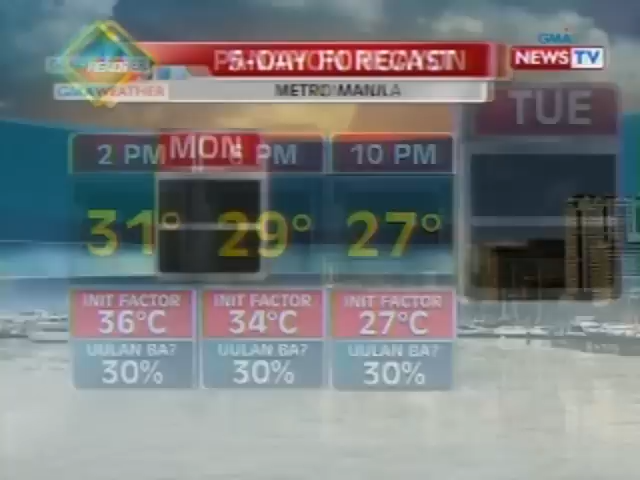 GMA
NEWS TV
5-DAY FORECAST
GMA WEATHER
METRO MANILA
TUE
MON
2 PM
PM
10 PM
31°
29°
27°
INIT FACTOR
36°C
INIT FACTOR
34°C
INIT FACTOR
27°C
UULAN BA?
30%
UULAN BA?
30%
UULAN BA?
30%